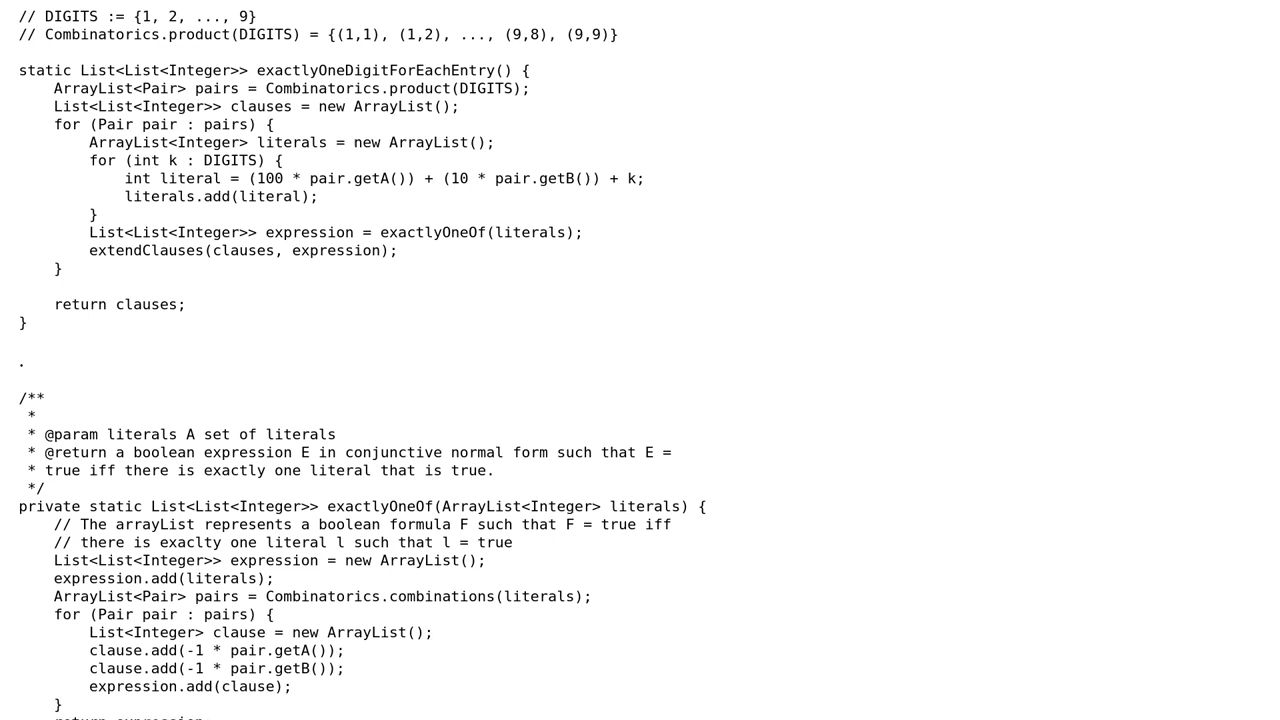 // DIGITS := {1, 2, ..., 9}
// Combinatorics.product(DIGITS) = {(1,1), (1,2), ..., (9,8), (9,9)}

static List<List<Integer>> exactlyOneDigitForEachEntry() {
    ArrayList<Pair> pairs = Combinatorics.product(DIGITS);
    List<List<Integer>> clauses = new ArrayList();
    for (Pair pair : pairs) {
        ArrayList<Integer> literals = new ArrayList();
        for (int k : DIGITS) {
            int literal = (100 * pair.getA()) + (10 * pair.getB()) + k;
            literals.add(literal);
        }
        List<List<Integer>> expression = exactlyOneOf(literals);
        extendClauses(clauses, expression);
    }

    return clauses;
}

.

/**
 *
 * @param literals A set of literals
 * @return a boolean expression E in conjunctive normal form such that E =
 * true iff there is exactly one literal that is true.
 */
private static List<List<Integer>> exactlyOneOf(ArrayList<Integer> literals) {
    // The arrayList represents a boolean formula F such that F = true iff
    // there is exaclty one literal l such that l = true
    List<List<Integer>> expression = new ArrayList();
    expression.add(literals);
    ArrayList<Pair> pairs = Combinatorics.combinations(literals);
    for (Pair pair : pairs) {
        List<Integer> clause = new ArrayList();
        clause.add(-1 * pair.getA());
        clause.add(-1 * pair.getB());
        expression.add(clause);
    }